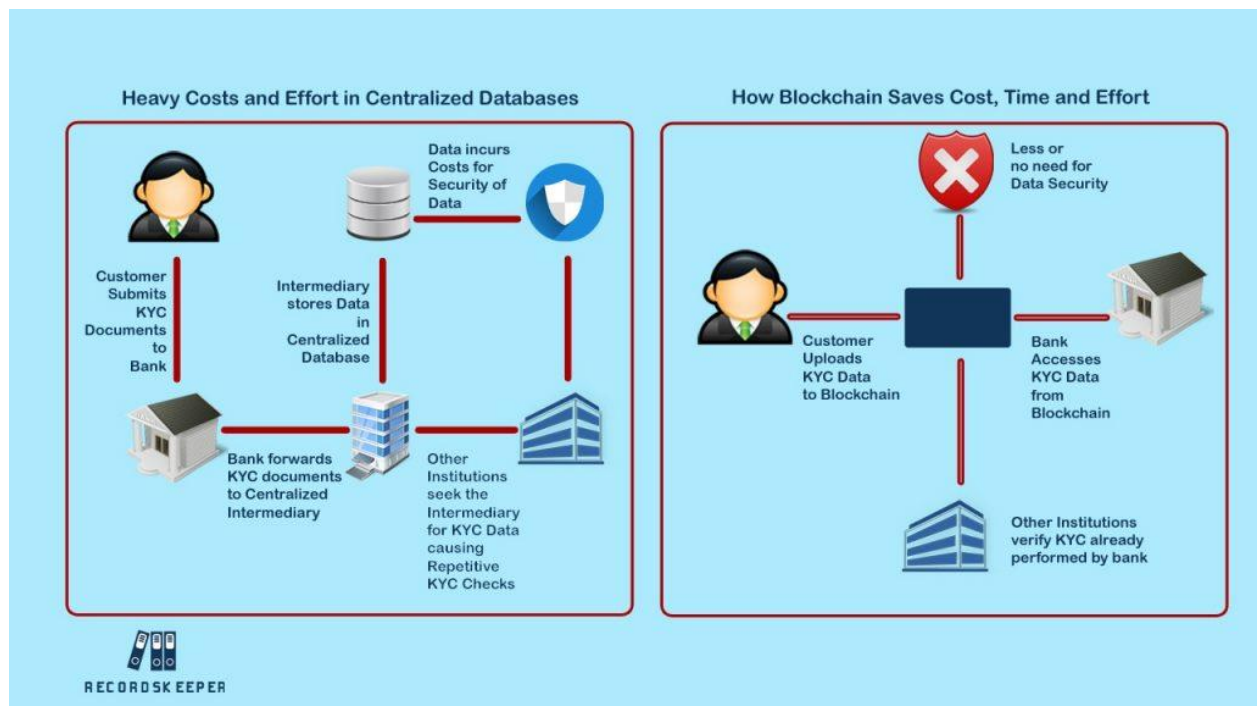 Heavy Costs and Effort in Centralized Databases
Customer
Submits
KYC
Documents
to
Bank
Intermediary
stores Data
in
Centralized
Database
Data incurs
Costs for
Security of
Data
Bank forwards
KYC documents
to Centralized
Intermediary
Other
Institutions
seek the
Intermediary
for KYC Data
causing
Repetitive
KYC Checks
How Blockchain Saves Cost, Time and Effort
Less or
no need for
Data Security
Customer
Uploads
KYC Data
to Blockchain
Bank
Accesses
KYC Data
from
Blockchain
Other Institutions
verify KYC already
performed by bank
RECORDSKEEPER